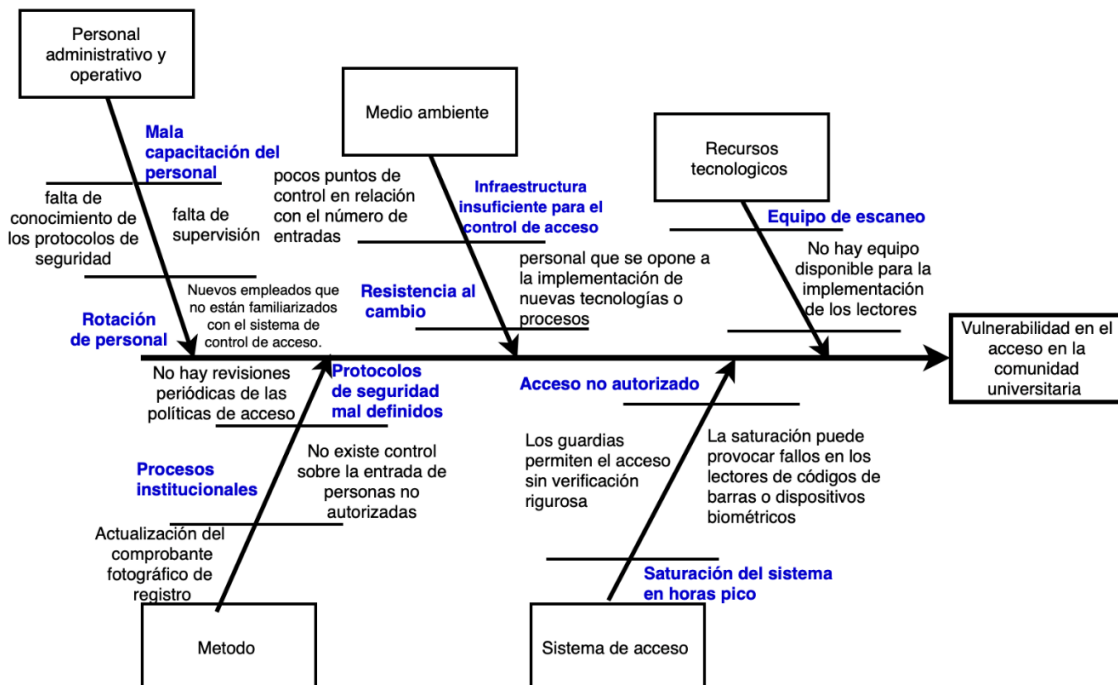 Personal
administrativo y
operativo
Medio ambiente
Recursos
tecnologicos
Mala
capacitación del
personal
falta de
conocimiento de
los protocolos de
seguridad
falta de
supervisión
Rotación
de personal
Nuevos empleados que
no están familiarizados
con el sistema de
control de acceso.
pocos puntos de
control en relación
con el número de
entradas
Infraestructura
insuficiente para el
control de acceso
Resistencia al
cambio
personal que se opone a
la implementación de
nuevas tecnologías o
procesos
Equipo de escaneo
No hay equipo
disponible para la
implementación
de los lectores
Vulnerabilidad en el
acceso en la
comunidad
universitaria
No hay revisiones
periódicas de las
políticas de acceso
Protocolos
de seguridad
mal definidos
Procesos
institucionales
No existe control
sobre la entrada de
personas no
autorizadas
Actualización del
comprobante
fotográfico de
registro
Metodo
Acceso no autorizado
Los guardias
permiten el acceso
sin verificación
rigurosa
La saturación puede
provocar fallos en los
lectores de códigos de
barras o dispositivos
biométricos
Saturación del sistema
en horas pico
Sistema de acceso